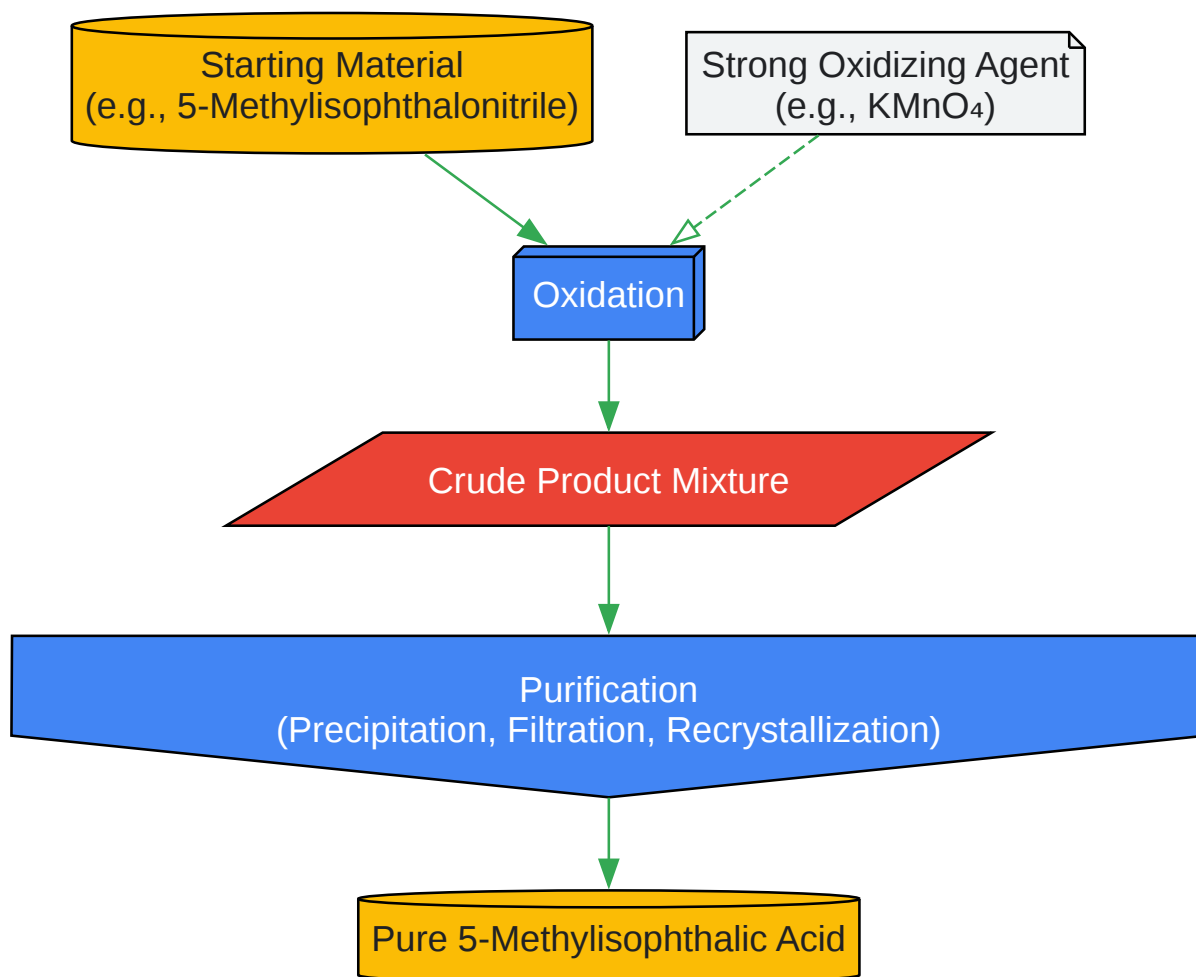 Starting Material
(e.g., 5-Methylisophthalonitrile)
Strong Oxidizing Agent
(e.g., KMnO₄)
Oxidation
Crude Product Mixture
Purification
(Precipitation, Filtration, Recrystallization)
Pure 5-Methylisophthalic Acid